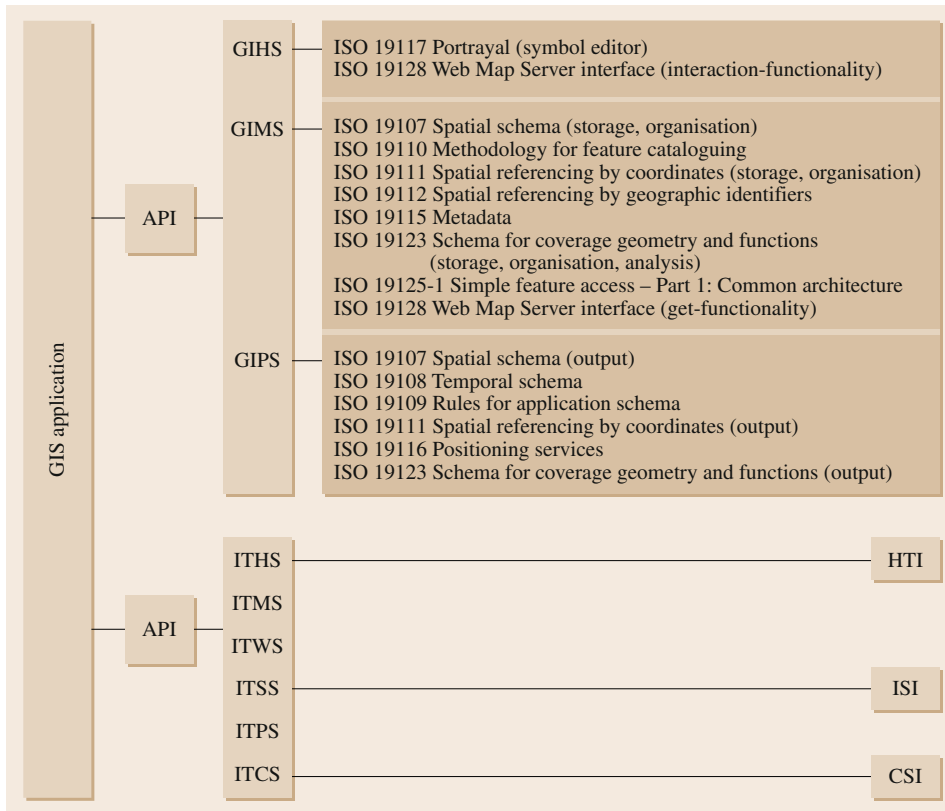 GIS application
API
GIHS
ISO 19117 Portrayal (symbol editor)
ISO 19128 Web Map Server interface (interaction-functionality)
GIMS
ISO 19107 Spatial schema (storage, organisation)
ISO 19110 Methodology for feature cataloguing
ISO 19111 Spatial referencing by coordinates (storage, organisation)
ISO 19112 Spatial referencing by geographic identifiers
ISO 19115 Metadata
ISO 19123 Schema for coverage geometry and functions
(storage, organisation, analysis)
ISO 19125-1 Simple feature access – Part 1: Common architecture
ISO 19128 Web Map Server interface (get-functionality)
GIPS
ISO 19107 Spatial schema (output)
ISO 19108 Temporal schema
ISO 19109 Rules for application schema
ISO 19111 Spatial referencing by coordinates (output)
ISO 19116 Positioning services
ISO 19123 Schema for coverage geometry and functions (output)
API
ITHS
HTI
ITMS
ITWS
ITSS
ISI
ITPS
ITCS
CSI